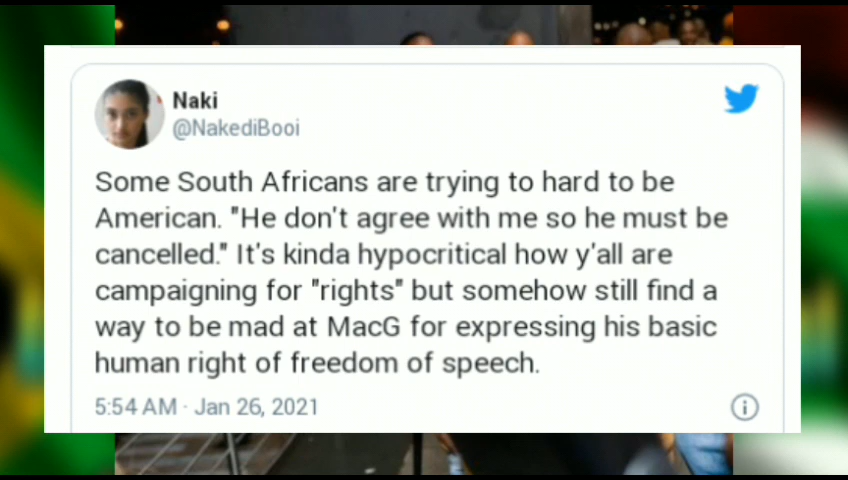 Naki
@NakediBooi
Some South Africans are trying to hard to be
American. "He don't agree with me so he must be
cancelled." It's kinda hypocritical how y'all are
campaigning for "rights" but somehow still find a
way to be mad at MacG for expressing his basic
human right of freedom of speech.
5:54 AM · Jan 26, 2021